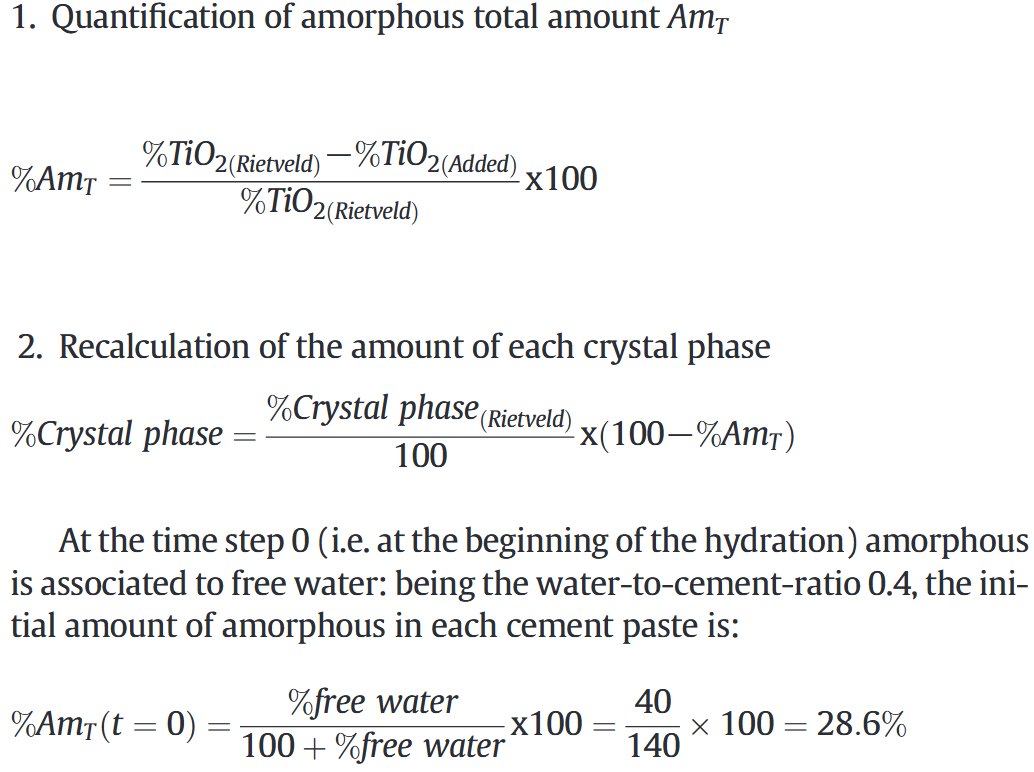 1. Quantification of amorphous total amount Am_T
%Am_T = \frac{%TiO_{2(Rietveld)} − %TiO_{2(Added)}}{%TiO_{2(Rietveld)}} x100
2. Recalculation of the amount of each crystal phase
%Crystal phase = \frac{%Crystal phase_{(Rietveld)}}{100} x(100−%Am_T)
At the time step 0 (i.e. at the beginning of the hydration) amorphous
is associated to free water: being the water-to-cement-ratio 0.4, the ini-
tial amount of amorphous in each cement paste is:
%Am_T(t = 0) = \frac{%free water}{100 + %free water} x100 = \frac{40}{140} × 100 = 28.6%